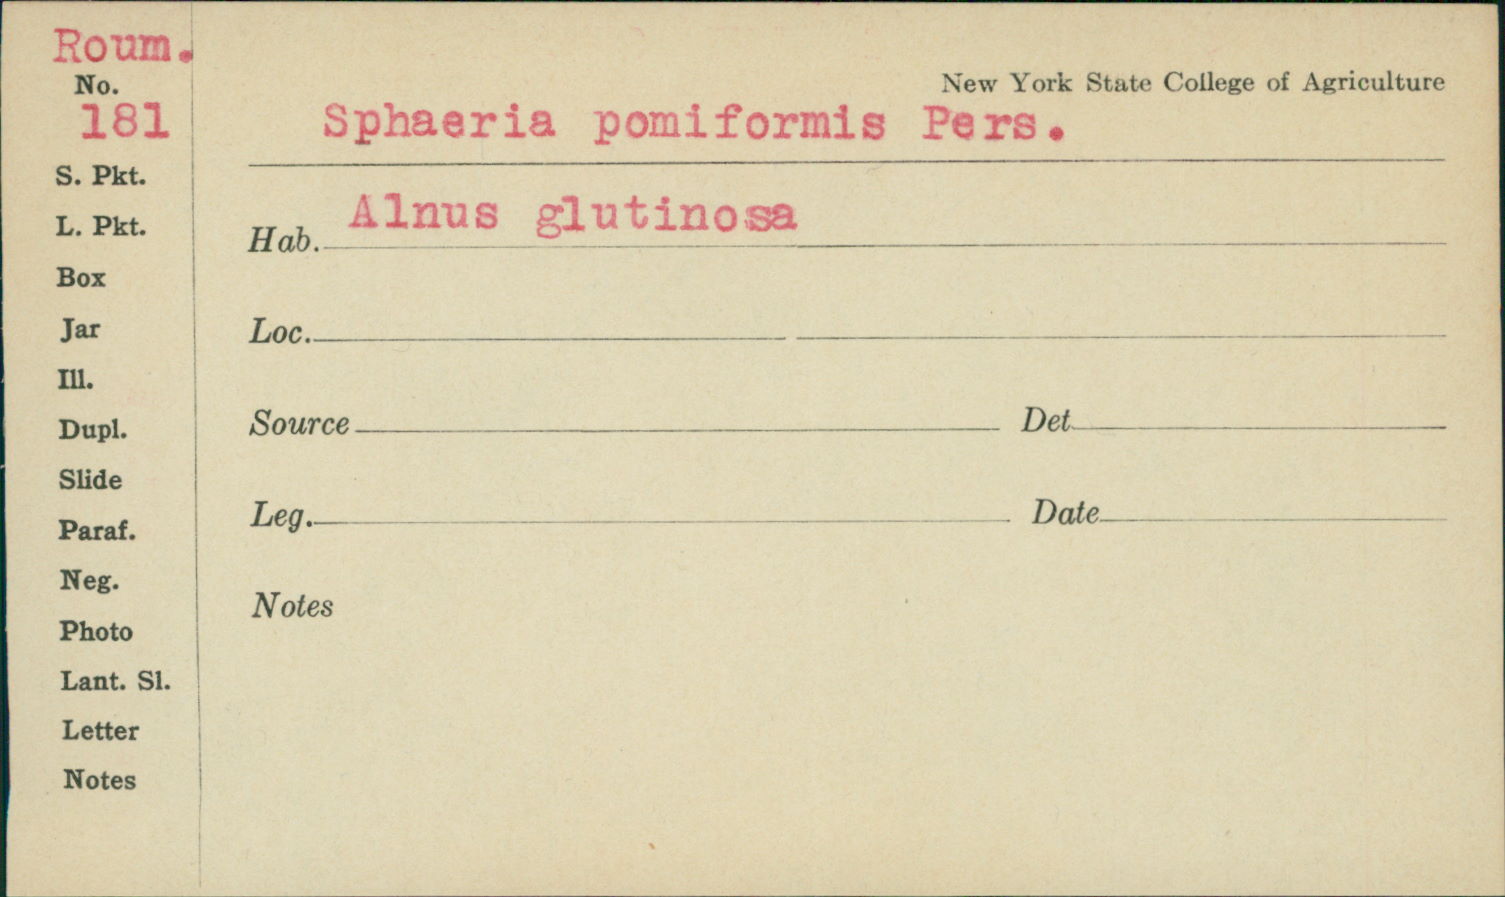 Roum.
No.
181
S. Pkt.
L. Pkt.
Box
Jar
Ill.
Dupl.
Slide
Paraf.
Neg.
Photo
Lant. Sl.
Letter
Notes
New York State College of Agriculture
Sphaeria pomiformis Pers.
Hab. Alnus glutinosa
Loc.
Source Det
Leg. Date
Notes